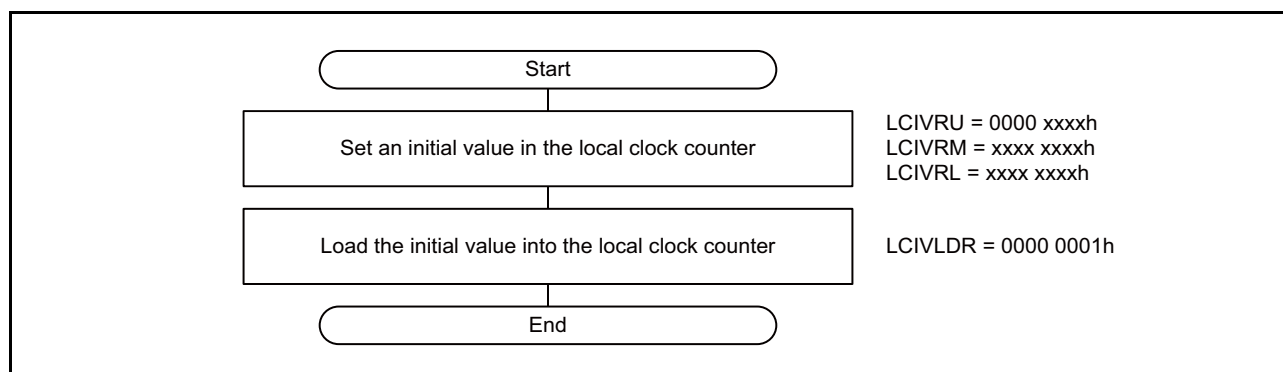 Start
Set an initial value in the local clock counter
LCIVRU = 0000 xxxxh
LCIVRM = xxxx xxxxh
LCIVRL = xxxx xxxxh
Load the initial value into the local clock counter
LCIVLDR = 0000 0001h
End